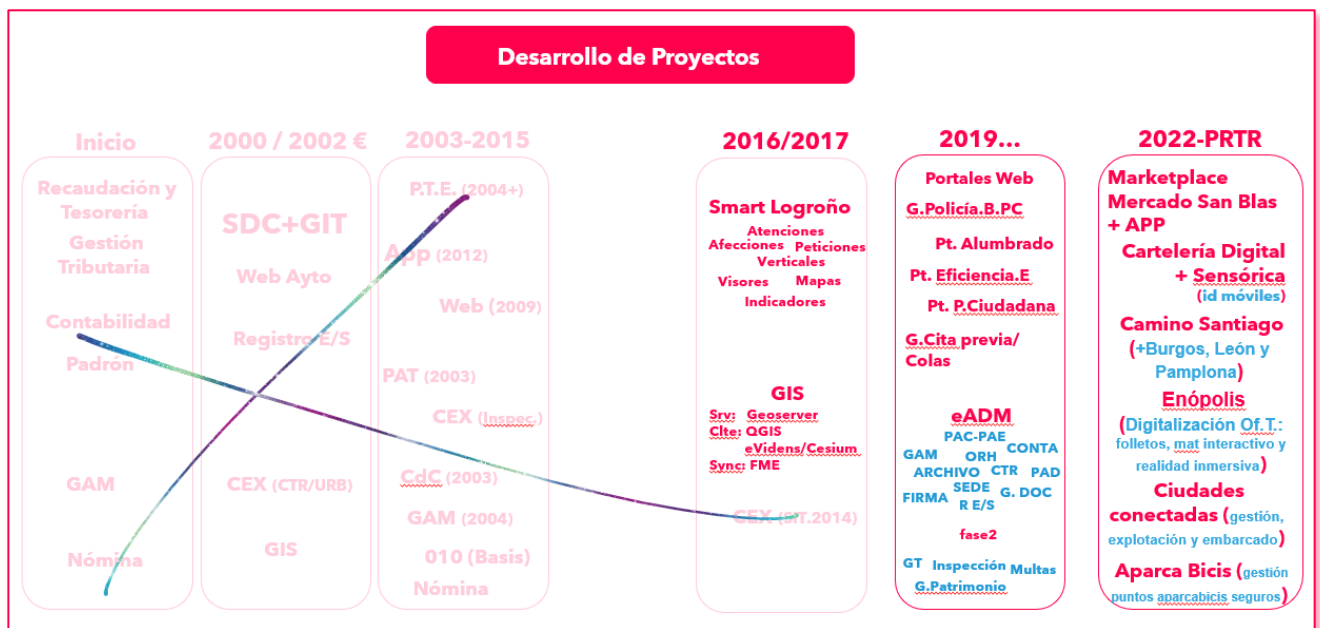 Desarrollo de Proyectos
Inicio
Recaudación y
Tesorería
Gestión
Tributaria
Contabilidad
Padrón
GAM
Nómina
2000 / 2002 €
SDC+GIT
Web Ayto
Registro E/S
CEX (CTR/URB)
GIS
2003-2015
P.T.E. (2004+)
App (2012)
Web (2009)
PAT (2003)
CEX (Inspec.)
CdC (2003)
GAM (2004)
010 (Basis)
Nómina
2016/2017
Smart Logroño
Atenciones
Afecciones Peticiones
Verticales
Visores Mapas
Indicadores
GIS
Srv: Geoserver
Clte: QGIS
eVidens/Cesium
Sync: FME
CEX (SIT.2014)
2019...
Portales Web
G.Policía.B.PC
Pt. Alumbrado
Pt. Eficiencia.E
Pt. P.Ciudadana
G.Cita previa/
Colas
eADM
PAC-PAE
GAM ORH CONTA
ARCHIVO CTR PAD
FIRMA SEDE G. DOC
R E/S
fase2
GT Inspección Multas
G.Patrimonio
2022-PRTR
Marketplace
Mercado San Blas
+ APP
Cartelería Digital
+ Sensórica
(id móviles)
Camino Santiago
(+Burgos, León y
Pamplona)
Enópolis
(Digitalización Of.T.:
folletos, mat interactivo y
realidad inmersiva)
Ciudades
conectadas (gestión,
explotación y embarcado)
Aparca Bicis (gestión
puntos aparcabicis seguros)